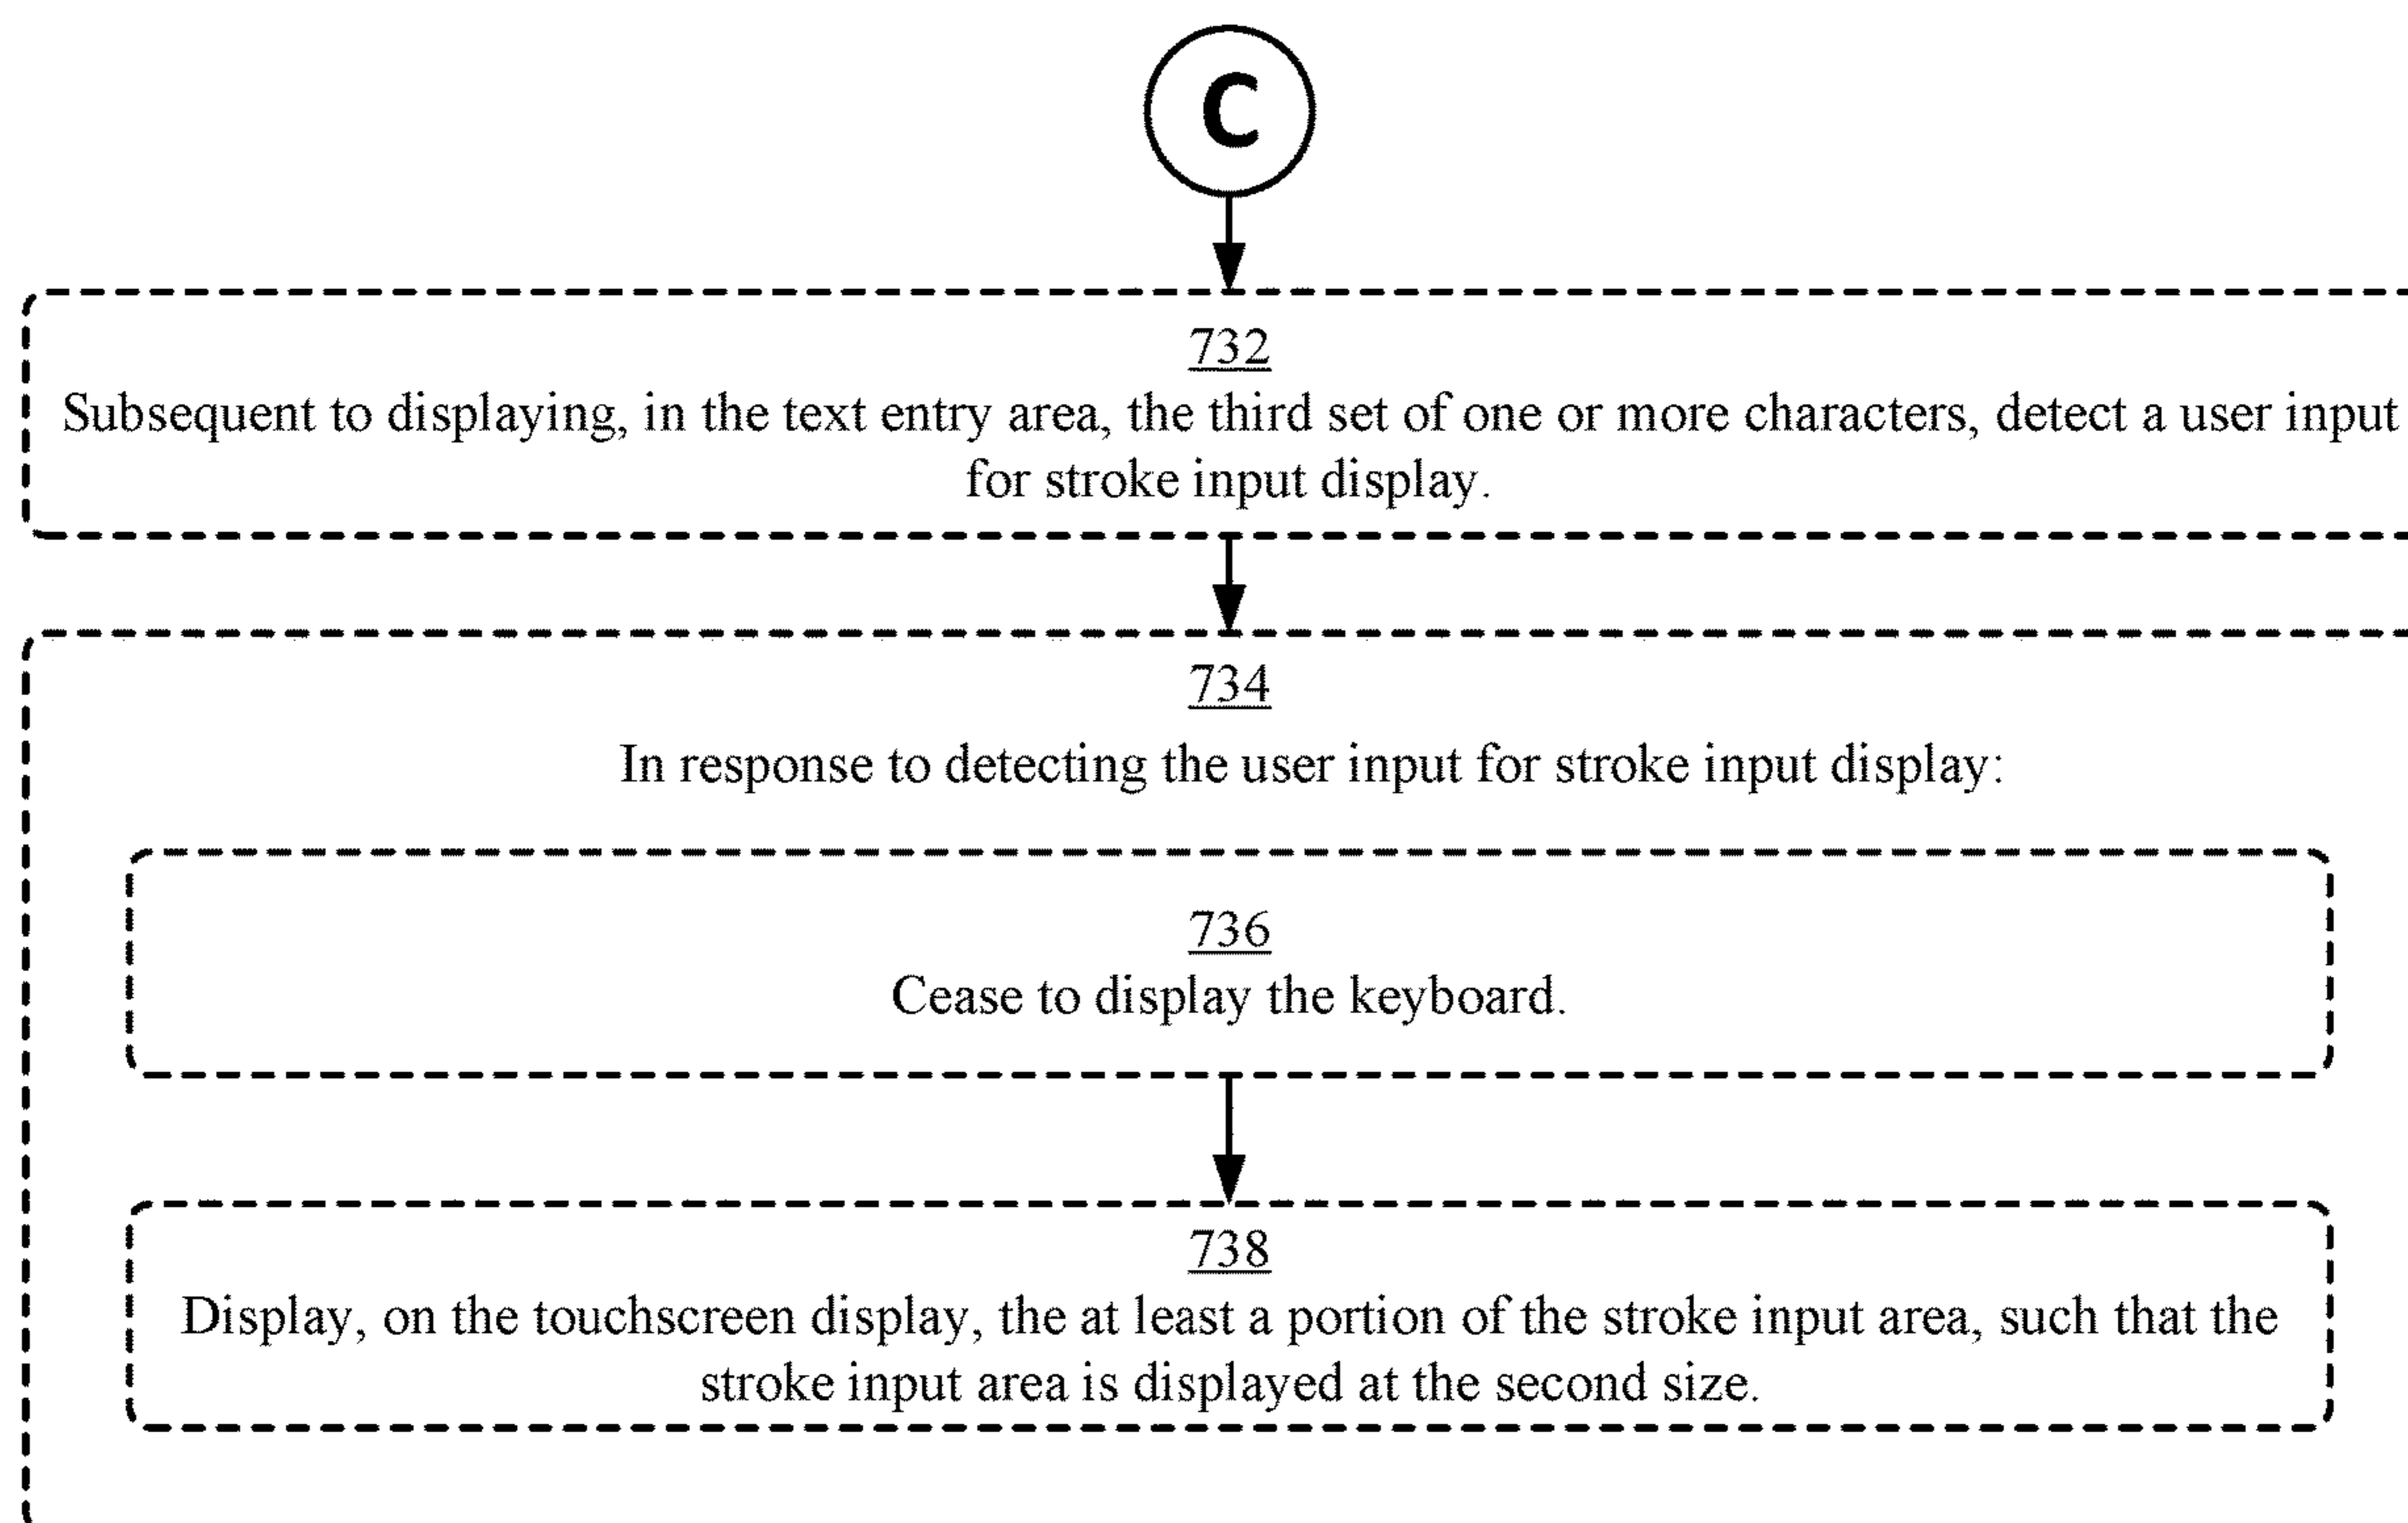 C
732
Subsequent to displaying, in the text entry area, the third set of one or more characters, detect a user input
for stroke input display.
734
In response to detecting the user input for stroke input display:
736
Cease to display the keyboard.
738
Display, on the touchscreen display, the at least a portion of the stroke input area, such that the
stroke input area is displayed at the second size.